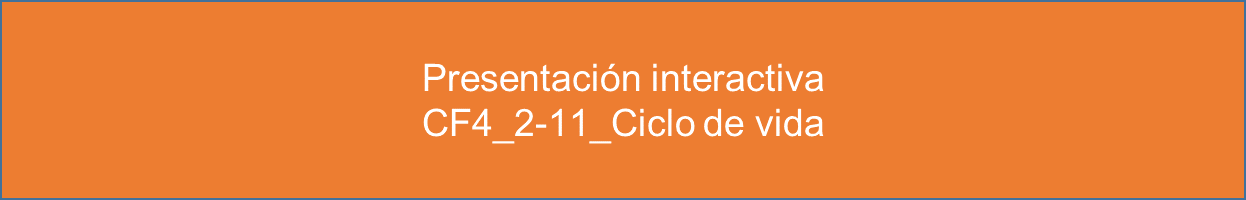 Presentación interactiva
CF4_2-11_Ciclo de vida